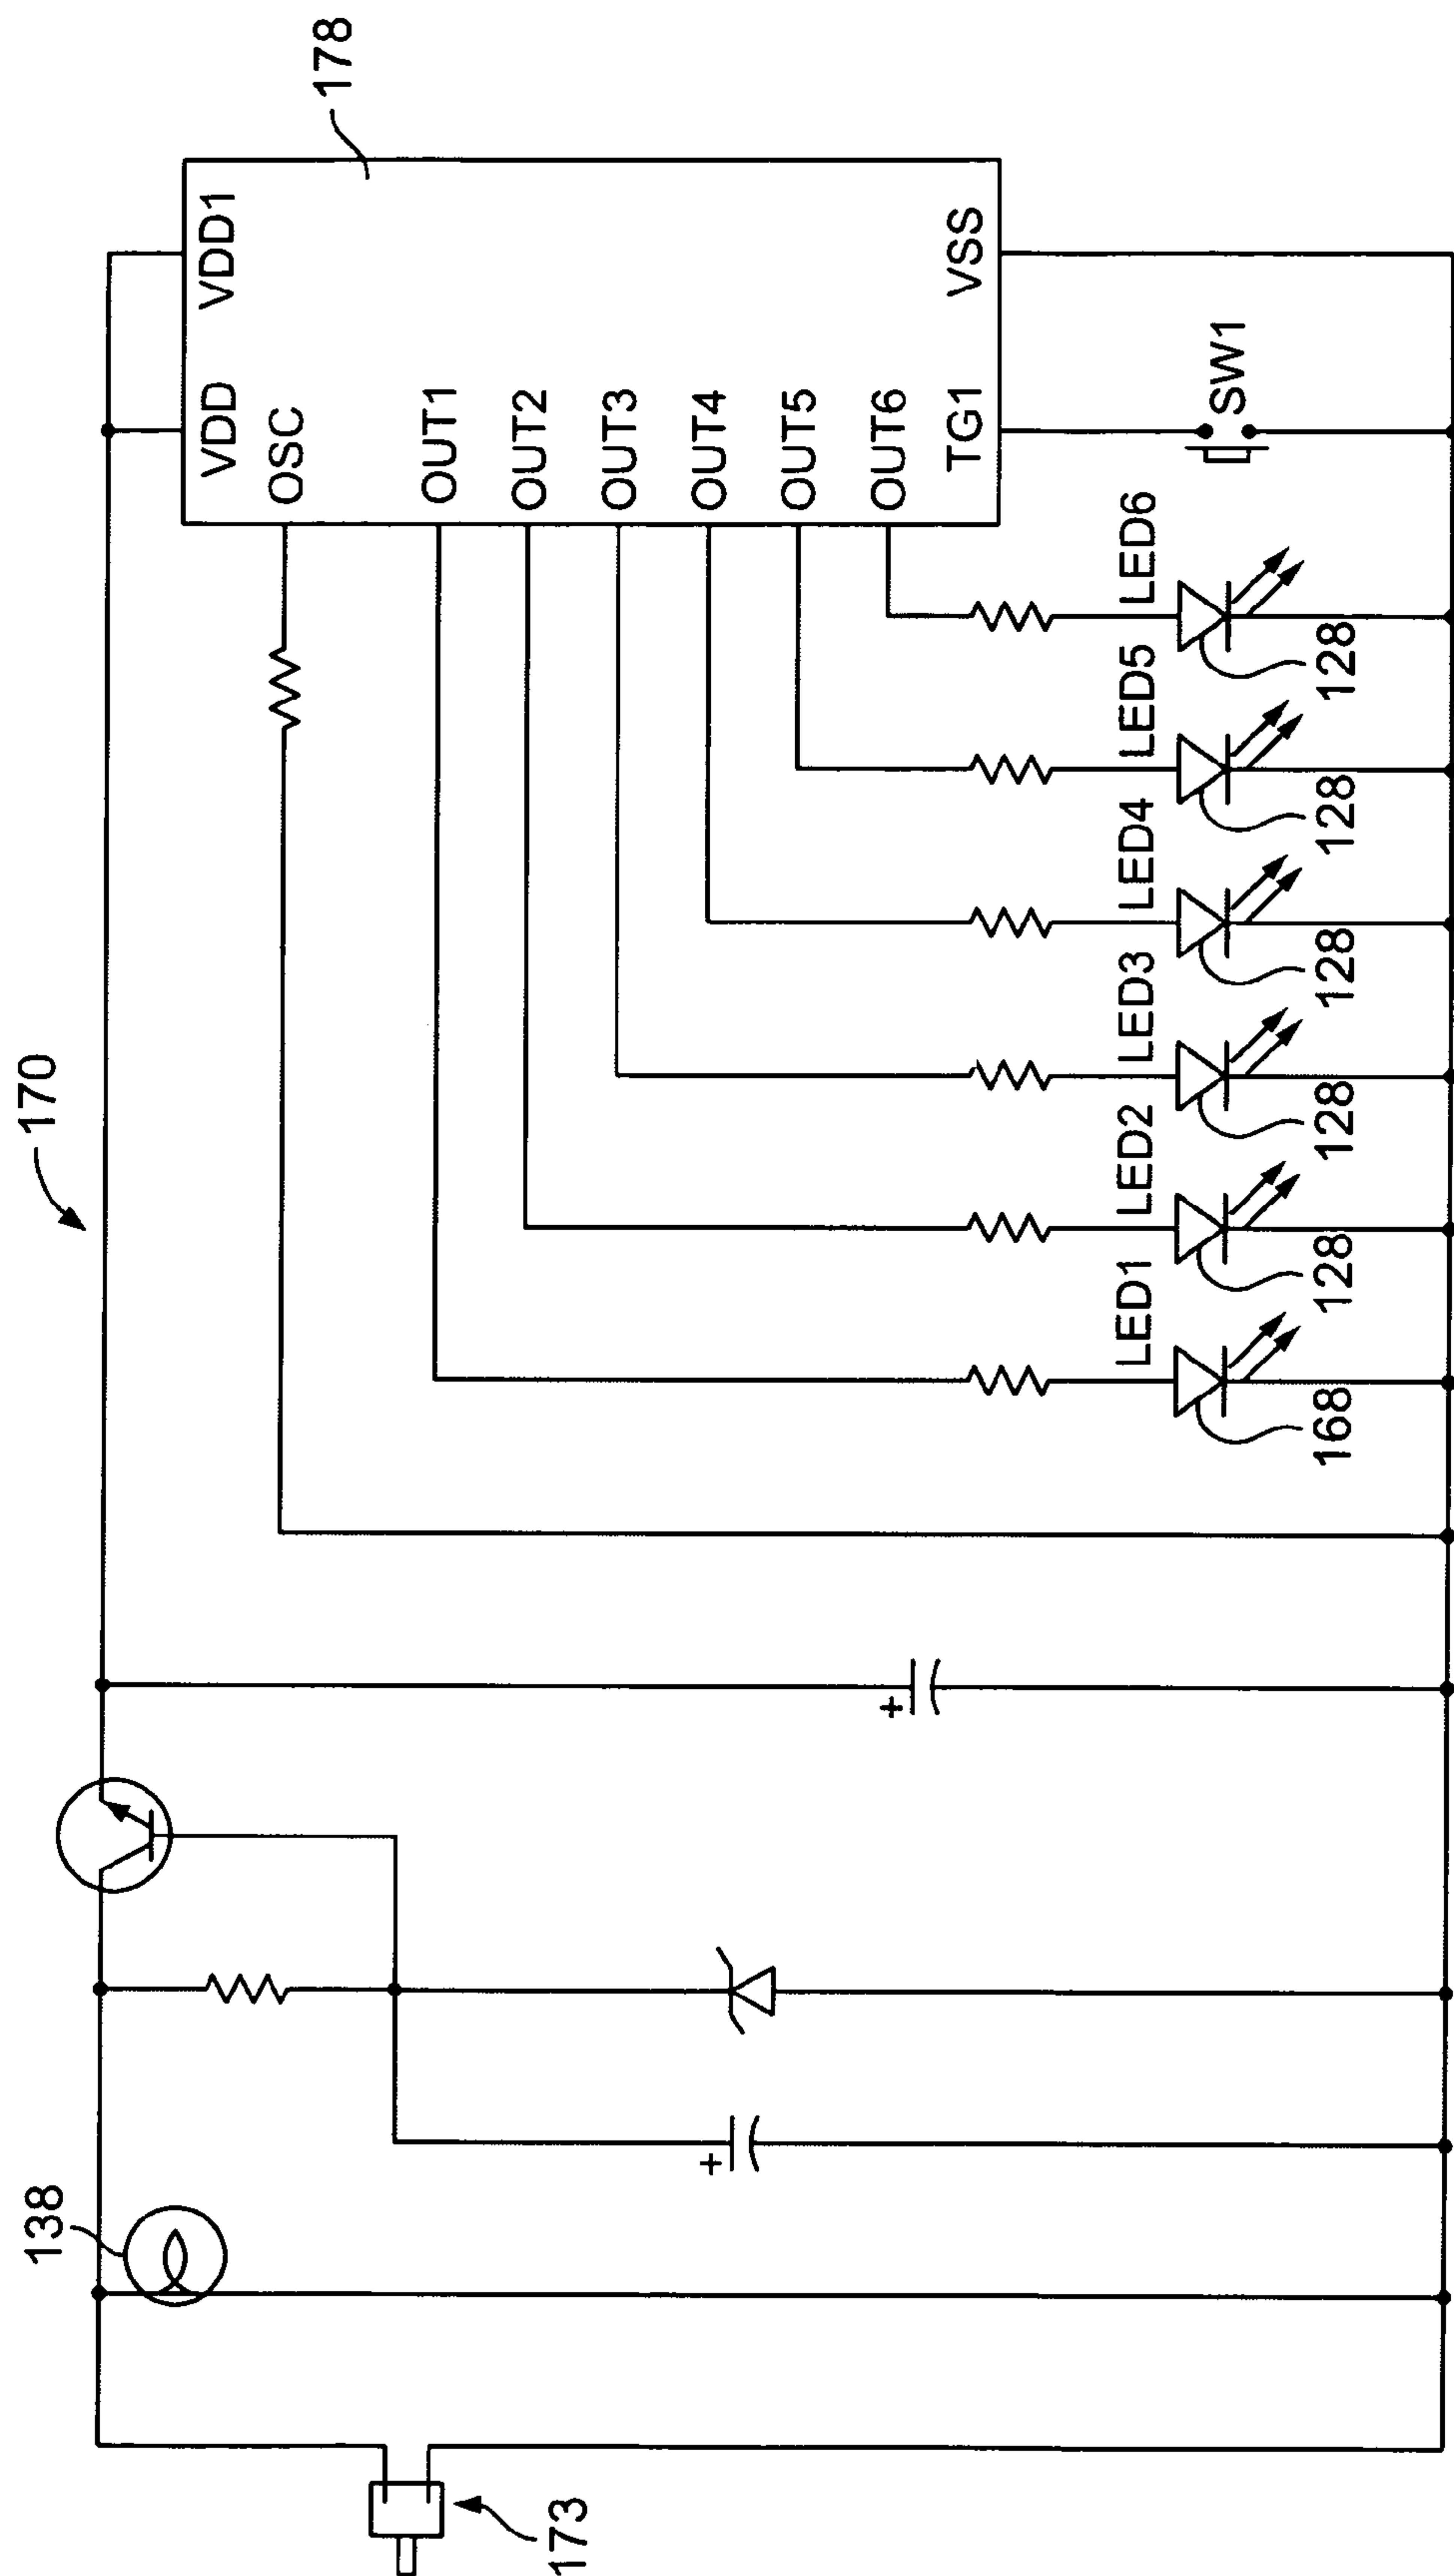 170
138
173
178
VDD
VDD1
OSC
OUT1
OUT2
OUT3
OUT4
OUT5
OUT6
TG1
VSS
SW1
LED1
LED2
LED3
LED4
LED5
LED6
168
128
128
128
128
128
+
+